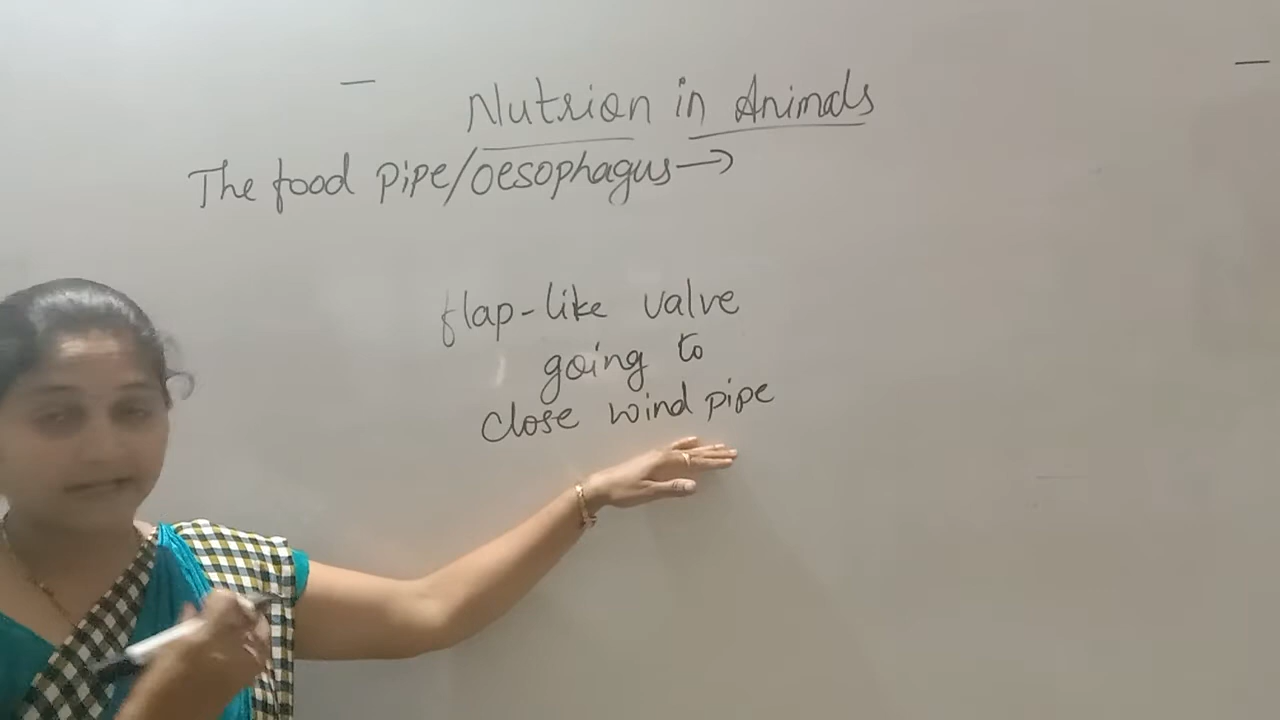 Nutrion in Animals
The food pipe/oesophagus→
flap-like valve
going to
close wind pipe